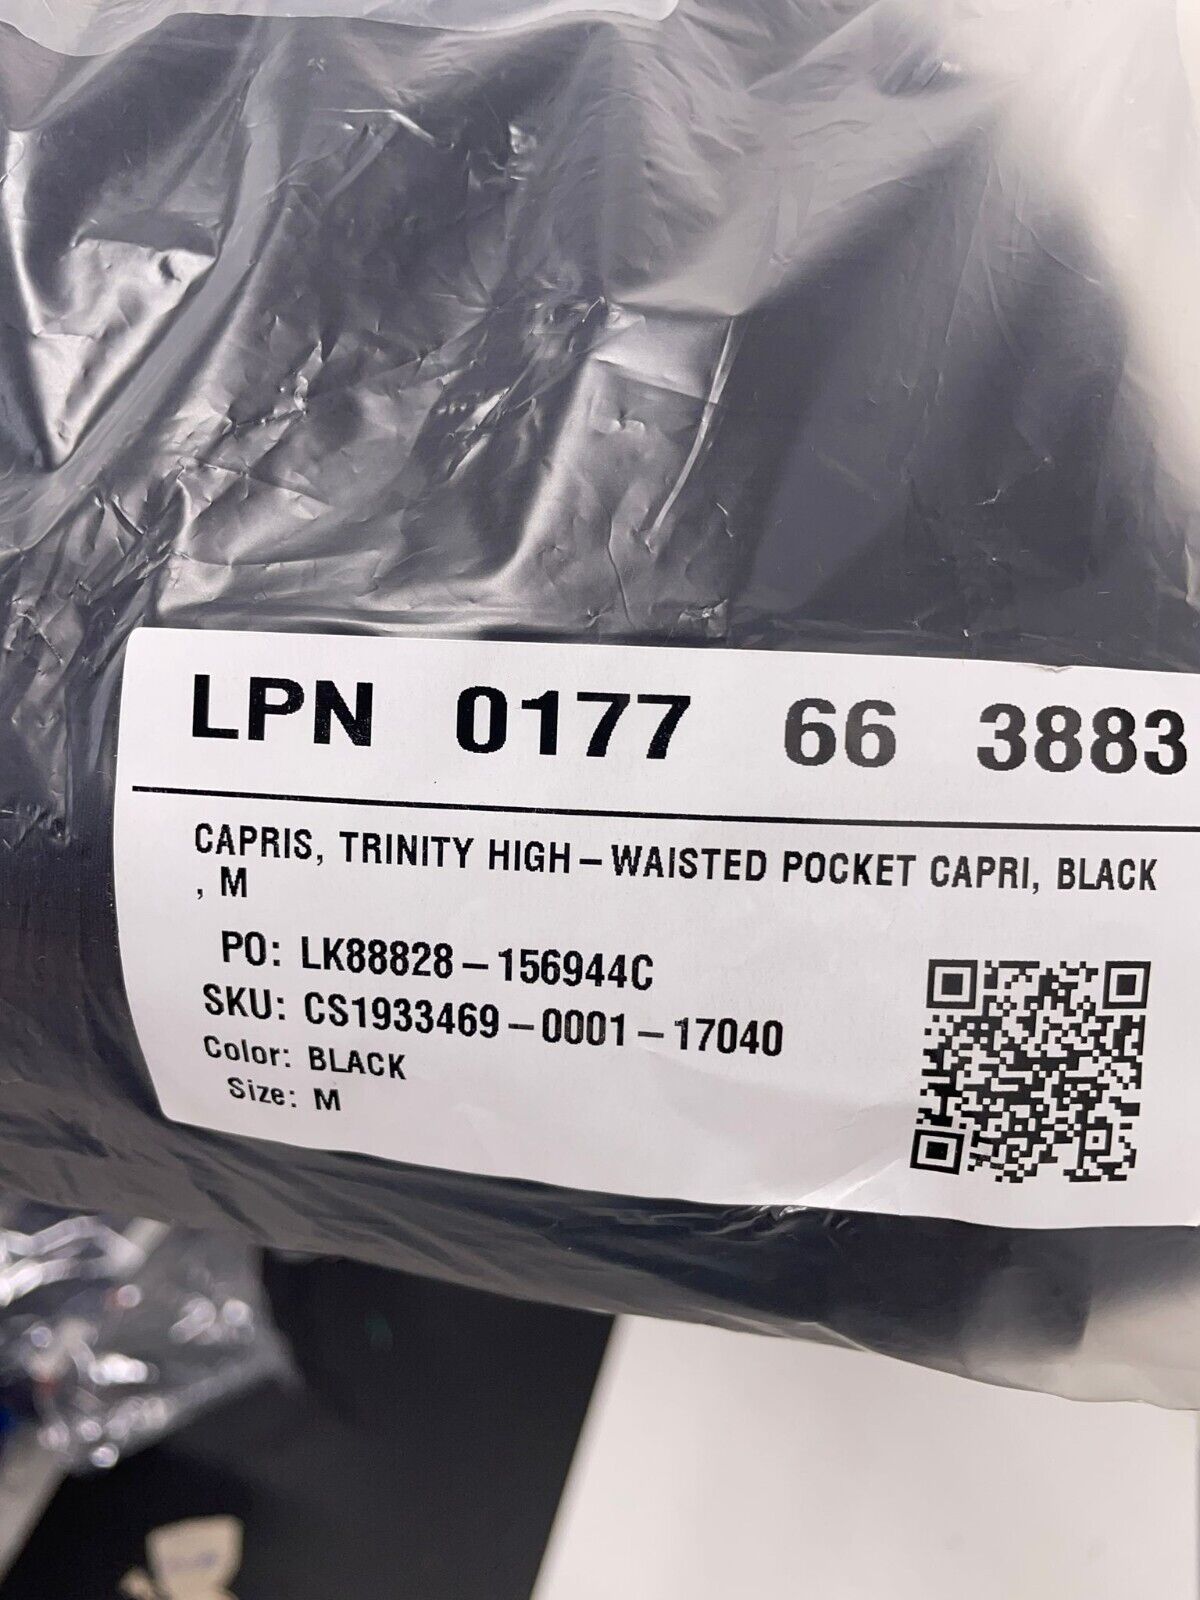 LPN 0177 66 3883
CAPRIS, TRINITY HIGH-WAISTED POCKET CAPRI, BLACK
, M
PO: LK88828-156944C
SKU: CS1933469-0001-17040
Color: BLACK
Size: M